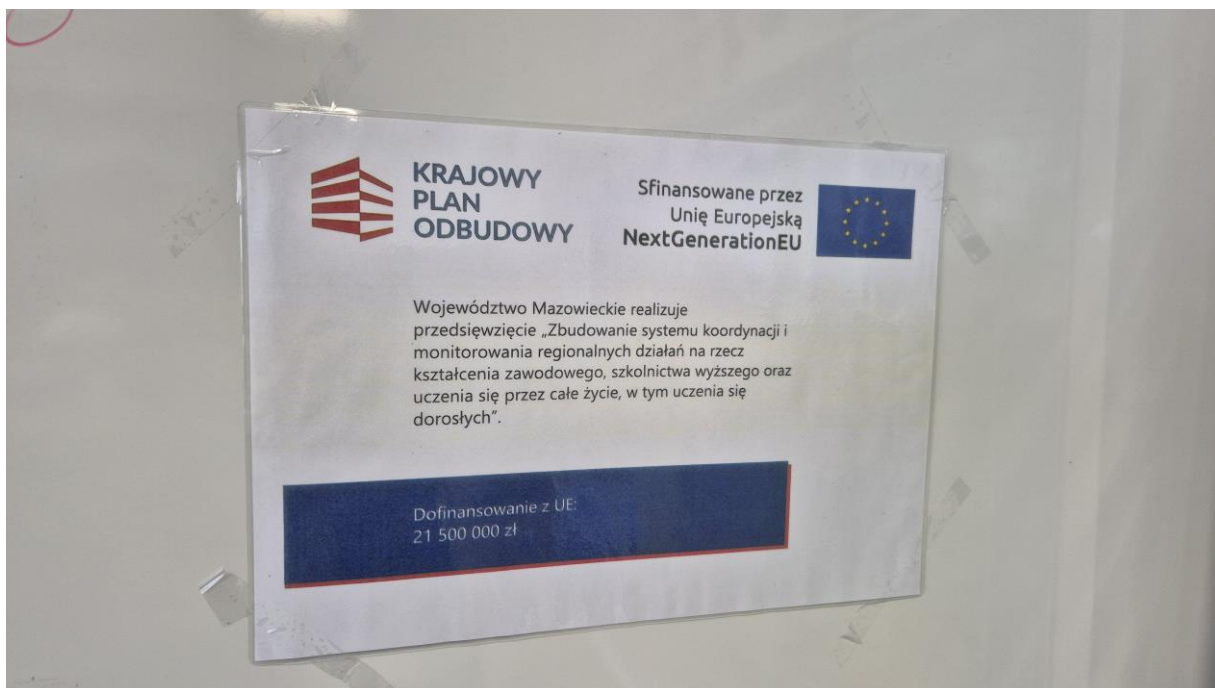 KRAJOWY
PLAN
ODBUDOWY
Sfinansowane przez
Unię Europejską
NextGenerationEU
Województwo Mazowieckie realizuje
przedsięwzięcie „Zbudowanie systemu koordynacji i
monitorowania regionalnych działań na rzecz
kształcenia zawodowego, szkolnictwa wyższego oraz
uczenia się przez całe życie, w tym uczenia się
dorosłych”.
Dofinansowanie z UE:
21 500 000 zł